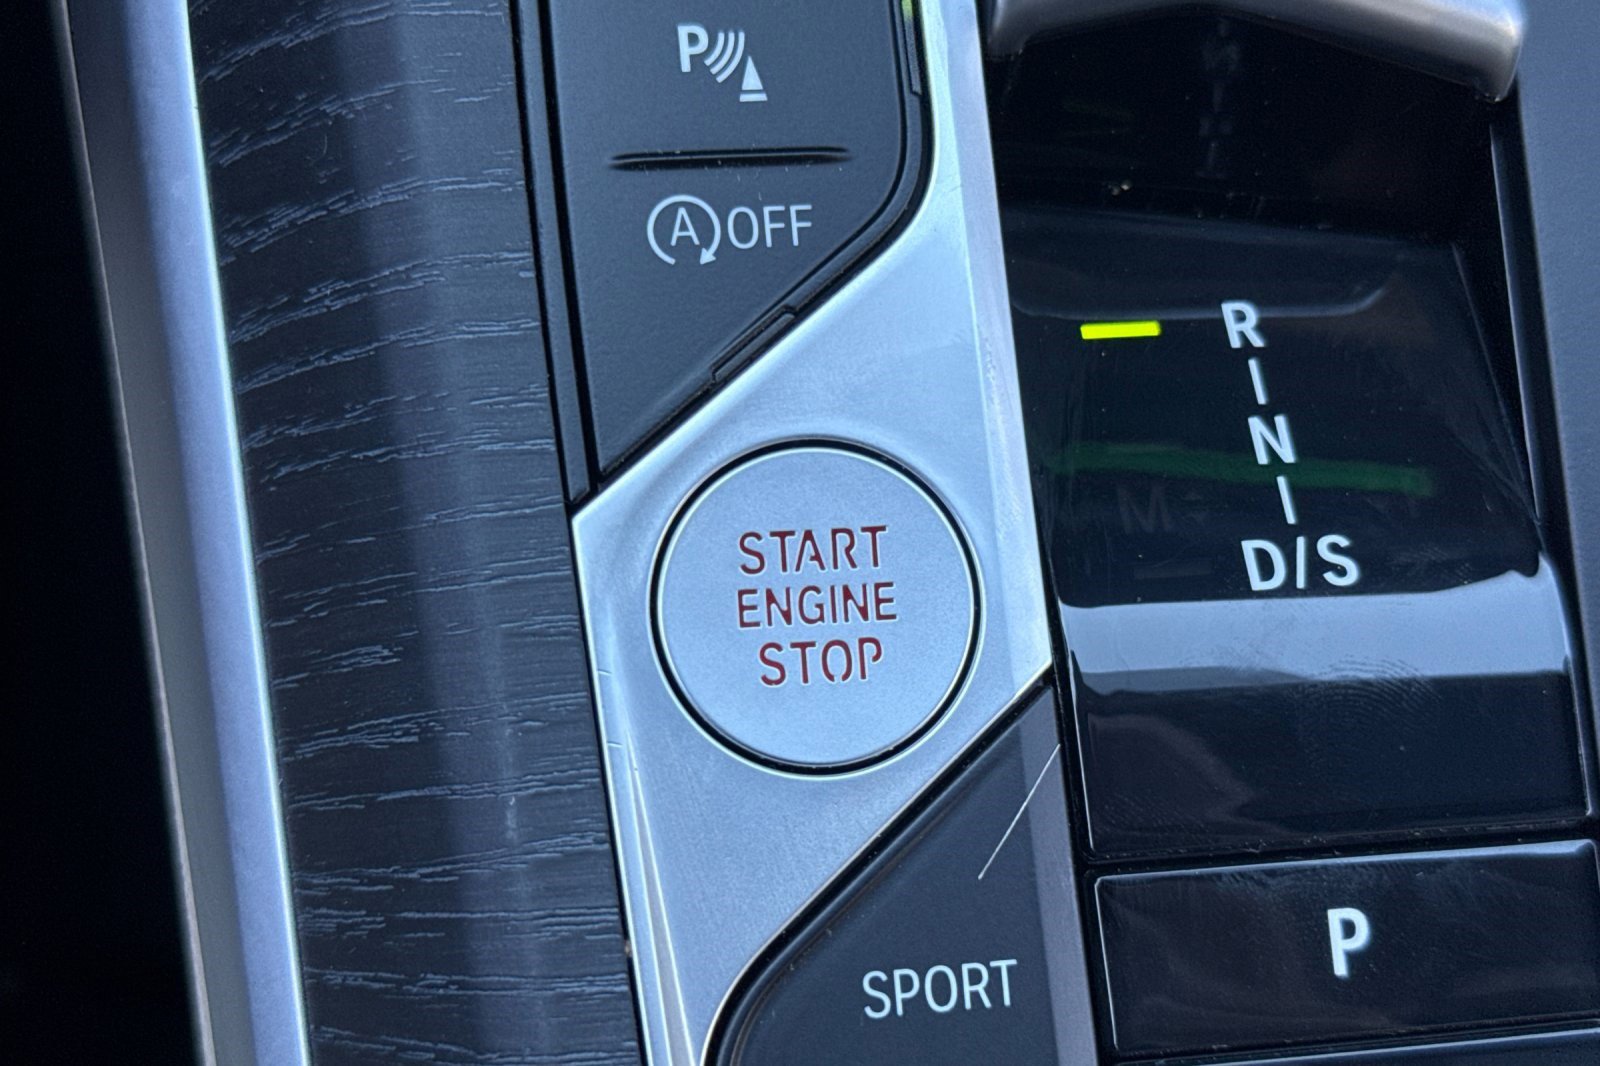 P
A OFF
R
N
M
D/S
START
ENGINE
STOP
P
SPORT